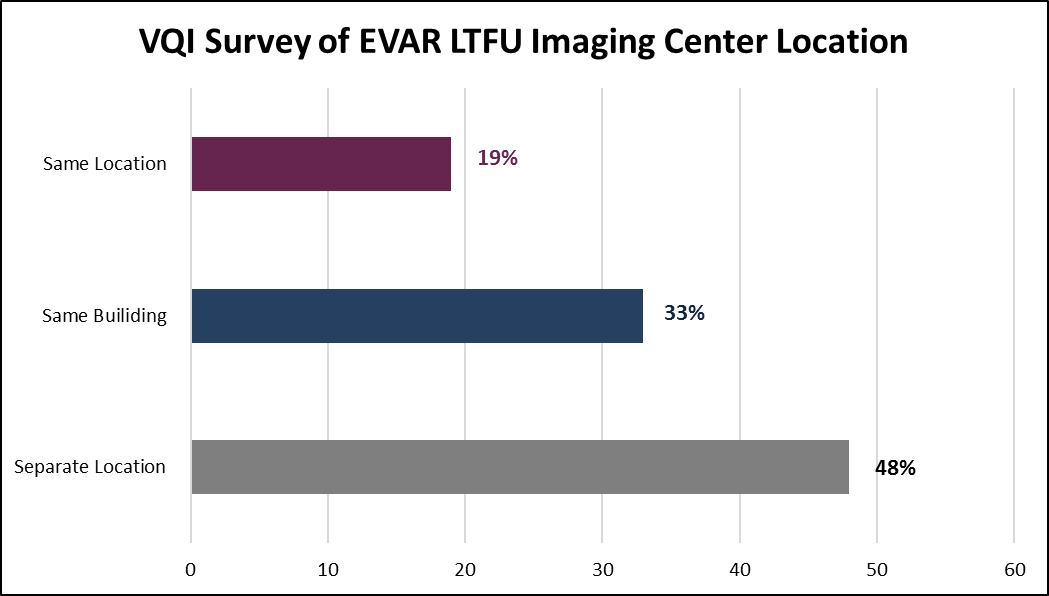 VQI Survey of EVAR LTFU Imaging Center Location
Same Location
19%
Same Builiding
33%
Separate Location
48%
0 10 20 30 40 50 60